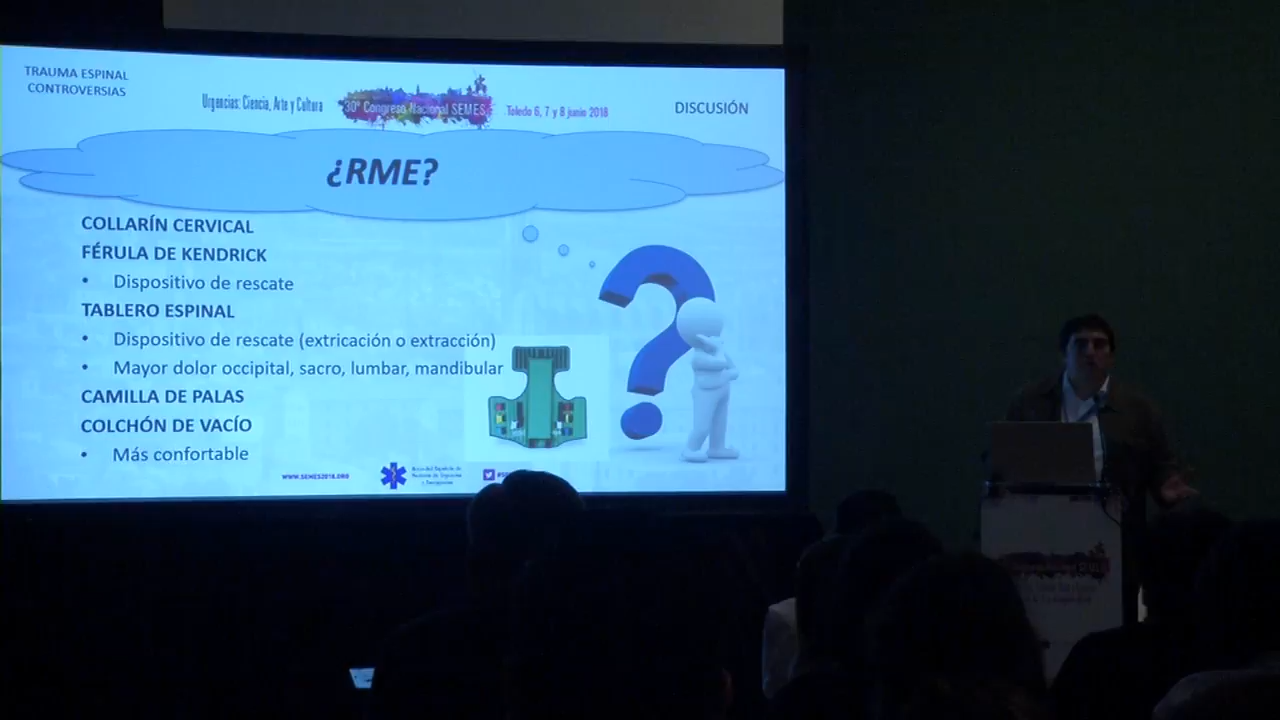 TRAUMA ESPINAL
CONTROVERSIAS
Urgencias: Ciencia, Arte y Cultura
30º Congreso Nacional SEMES
Toledo 6, 7 y 8 junio 2018
DISCUSIÓN
¿RME?
COLLARÍN CERVICAL
FÉRULA DE KENDRICK
• Dispositivo de rescate
TABLERO ESPINAL
• Dispositivo de rescate (extricación o extracción)
• Mayor dolor occipital, sacro, lumbar, mandibular
CAMILLA DE PALAS
COLCHÓN DE VACÍO
• Más confortable
WWW.SEMES2018.ORG